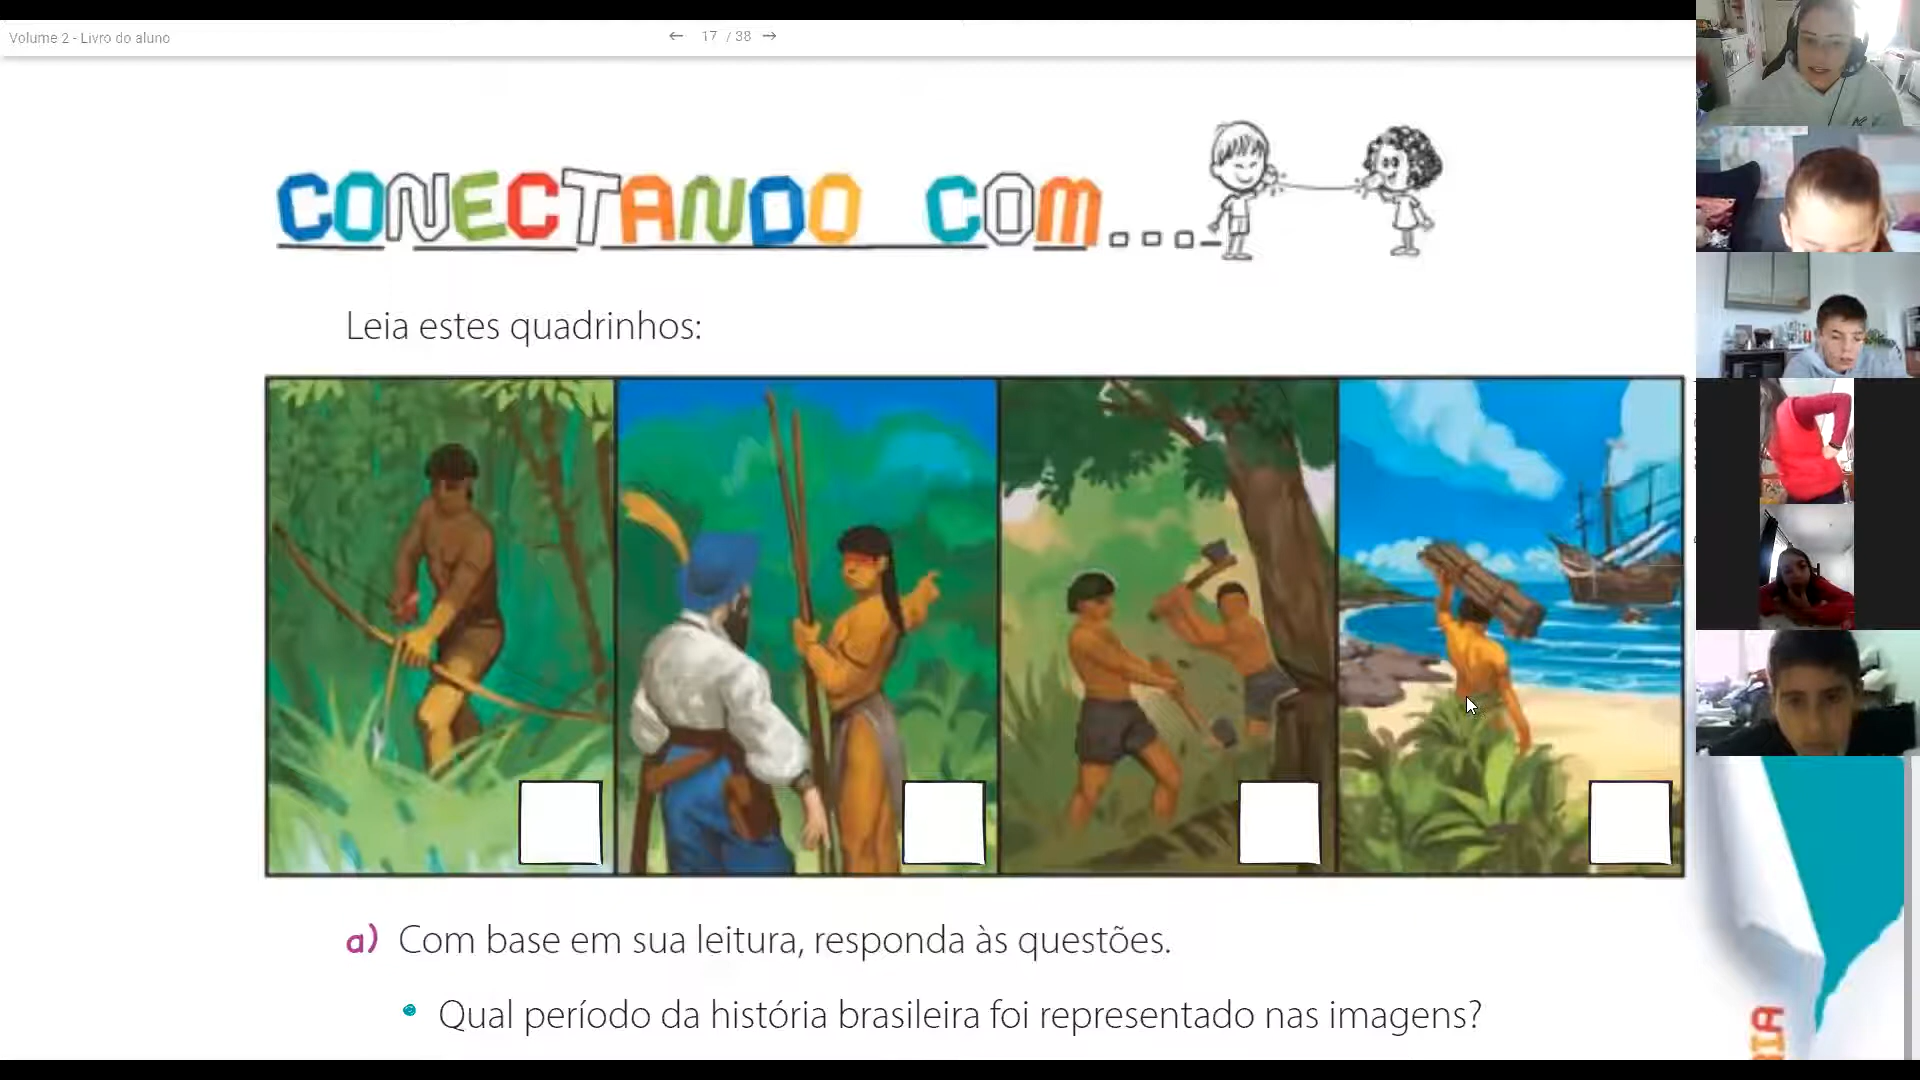 Volume 2 - Livro do aluno
17 / 38
CONECTANDO COM...
Leia estes quadrinhos:
a) Com base em sua leitura, responda às questões.
• Qual período da história brasileira foi representado nas imagens?